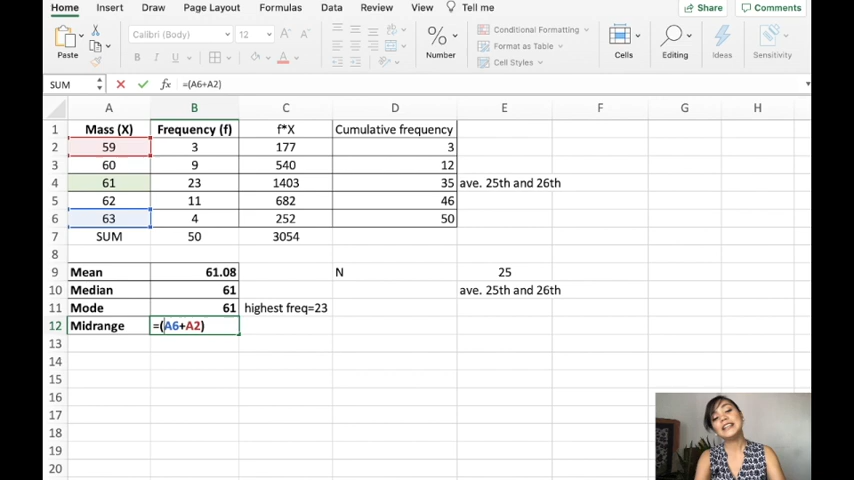 Home Insert Draw Page Layout Formulas Data Review View Tell me Share Comments
Paste Calibri (Body) 12 A^ A˅ B I U A % Number Conditional Formatting Format as Table Cell Styles Cells Editing Ideas Sensitivity
SUM fx =(A6+A2)
A B C D E F G H
1 Mass (X) Frequency (f) f*X Cumulative frequency
2 59 3 177 3
3 60 9 540 12
4 61 23 1403 35 ave. 25th and 26th
5 62 11 682 46
6 63 4 252 50
7 SUM 50 3054
8
9 Mean 61.08 N 25
10 Median 61 ave. 25th and 26th
11 Mode 61 highest freq=23
12 Midrange =(A6+A2)
13
14
15
16
17
18
19
20